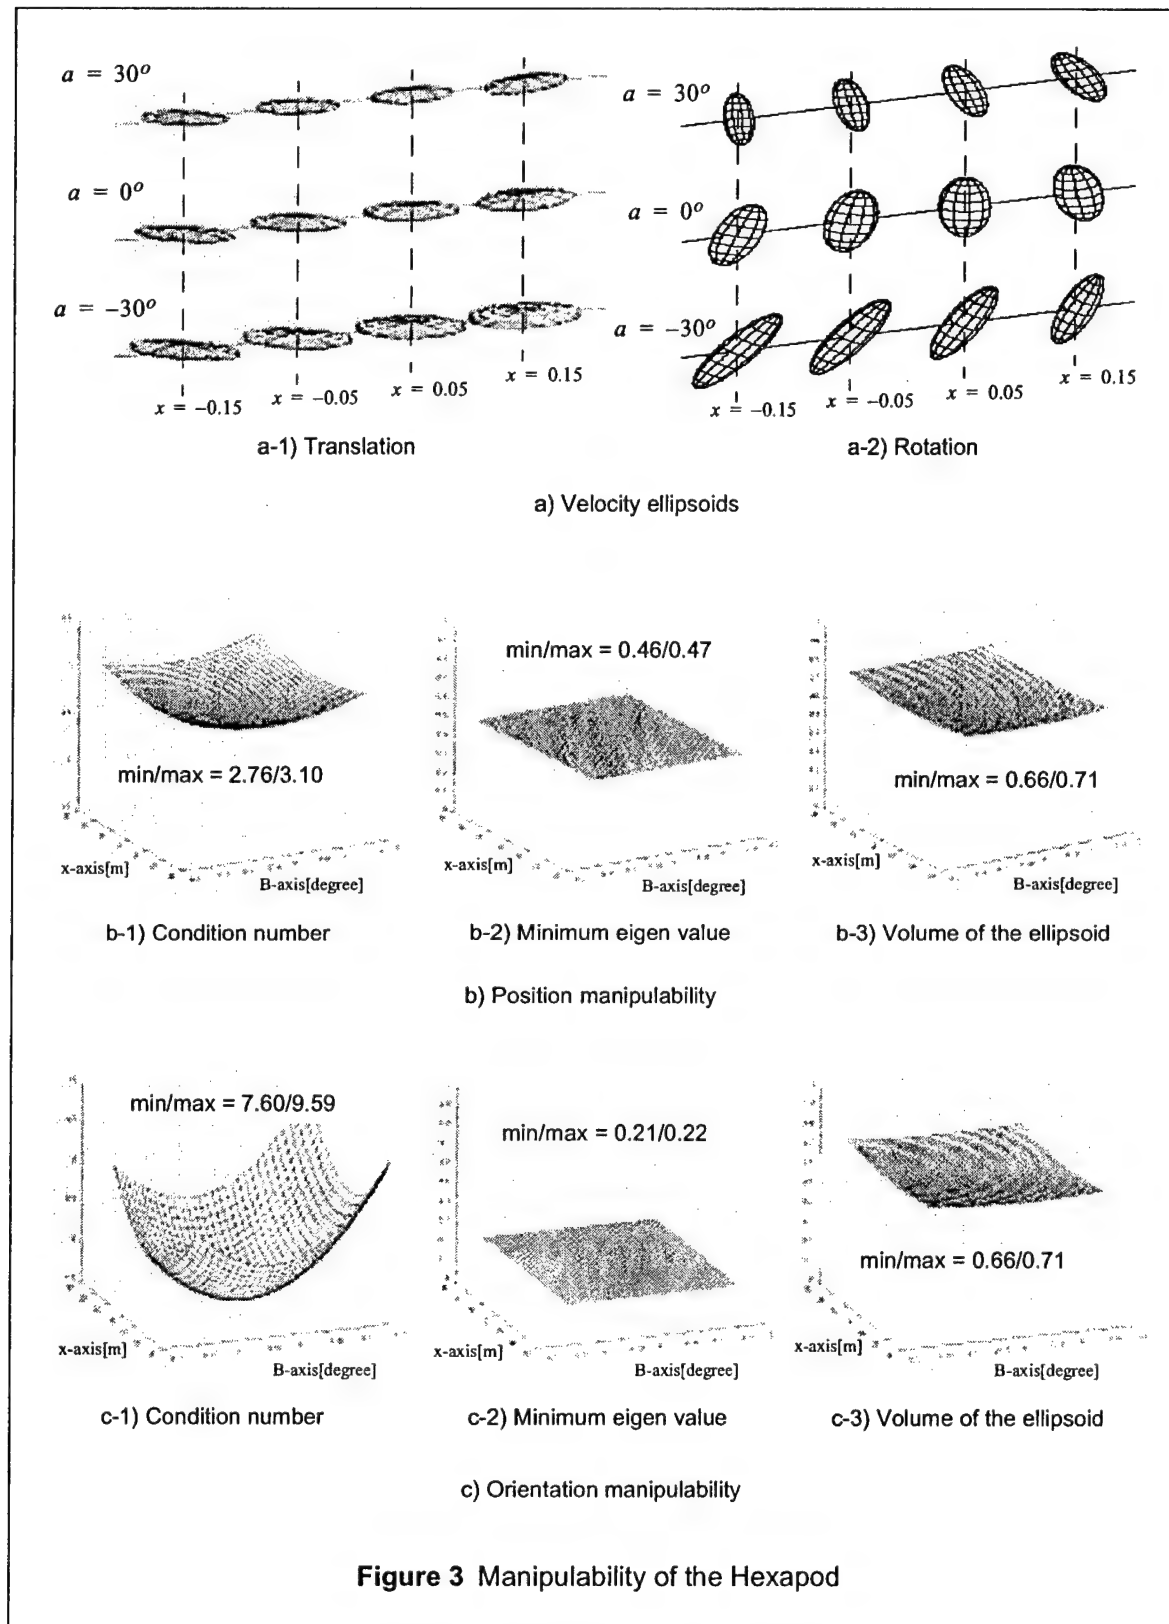 a = 30°
a = 0°
a = −30°
x = −0.15
x = −0.05
x = 0.05
x = 0.15
a-1) Translation
a = 30°
a = 0°
a = −30°
x = −0.15
x = −0.05
x = 0.05
x = 0.15
a-2) Rotation
a) Velocity ellipsoids
min/max = 2.76/3.10
x-axis[m]
B-axis[degree]
b-1) Condition number
min/max = 0.46/0.47
x-axis[m]
B-axis[degree]
b-2) Minimum eigen value
min/max = 0.66/0.71
x-axis[m]
B-axis[degree]
b-3) Volume of the ellipsoid
b) Position manipulability
min/max = 7.60/9.59
x-axis[m]
B-axis[degree]
c-1) Condition number
min/max = 0.21/0.22
x-axis[m]
B-axis[degree]
c-2) Minimum eigen value
min/max = 0.66/0.71
x-axis[m]
B-axis[degree]
c-3) Volume of the ellipsoid
c) Orientation manipulability
Figure 3 Manipulability of the Hexapod